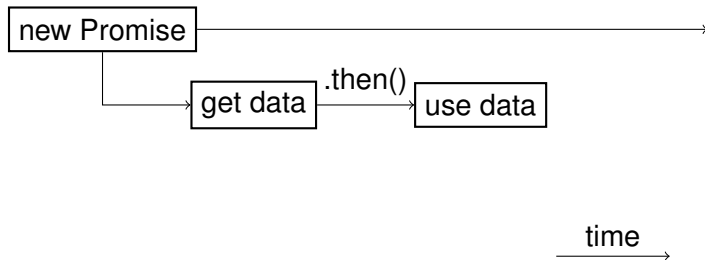 new Promise
.then()
get data
use data
time